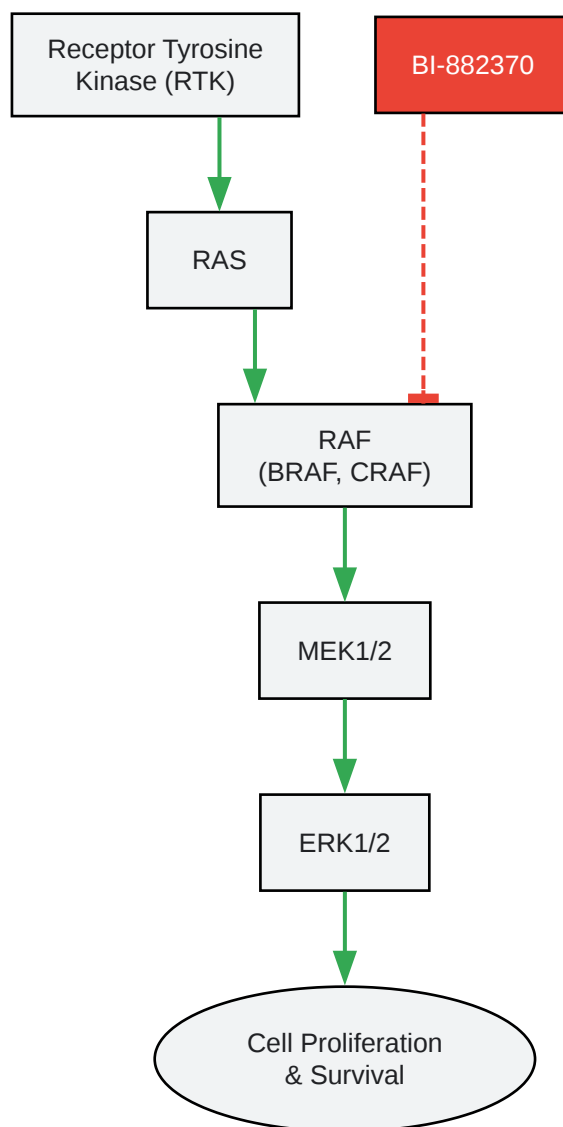 Receptor Tyrosine
Kinase (RTK)
BI-882370
RAS
RAF
(BRAF, CRAF)
MEK1/2
ERK1/2
Cell Proliferation
& Survival